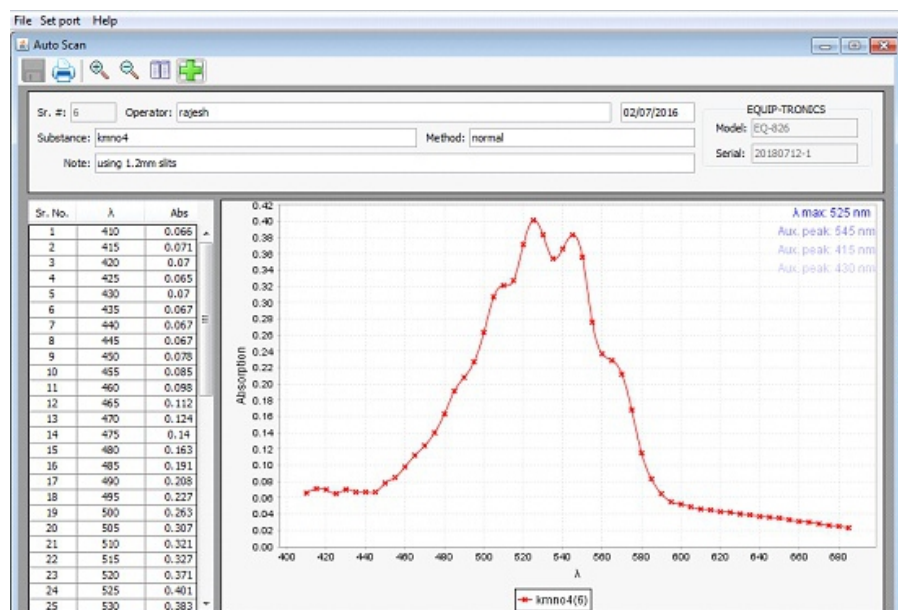 File Set port Help
Auto Scan
Sr. #: 6 Operator: rajesh 02/07/2016
EQUIP-TRONICS
Substance: kmno4 Method: normal
Model: EQ-826
Note: using 1.2mm slits
Serial: 20180712-1
Sr. No. λ Abs
1 410 0.066
2 415 0.071
3 420 0.07
4 425 0.065
5 430 0.07
6 435 0.067
7 440 0.067
8 445 0.067
9 450 0.078
10 455 0.085
11 460 0.098
12 465 0.112
13 470 0.124
14 475 0.14
15 480 0.163
16 485 0.191
17 490 0.208
18 495 0.227
19 500 0.263
20 505 0.307
21 510 0.321
22 515 0.327
23 520 0.371
24 525 0.401
25 530 0.383
λ max: 525 nm
Aux. peak: 545 nm
Aux. peak: 415 nm
Aux. peak: 430 nm
Absorption
0.42
0.40
0.38
0.36
0.34
0.32
0.30
0.28
0.26
0.24
0.22
0.20
0.18
0.16
0.14
0.12
0.10
0.08
0.06
0.04
0.02
0.00
400 420 440 460 480 500 520 540 560 580 600 620 640 660 680
λ
kmno4(6)